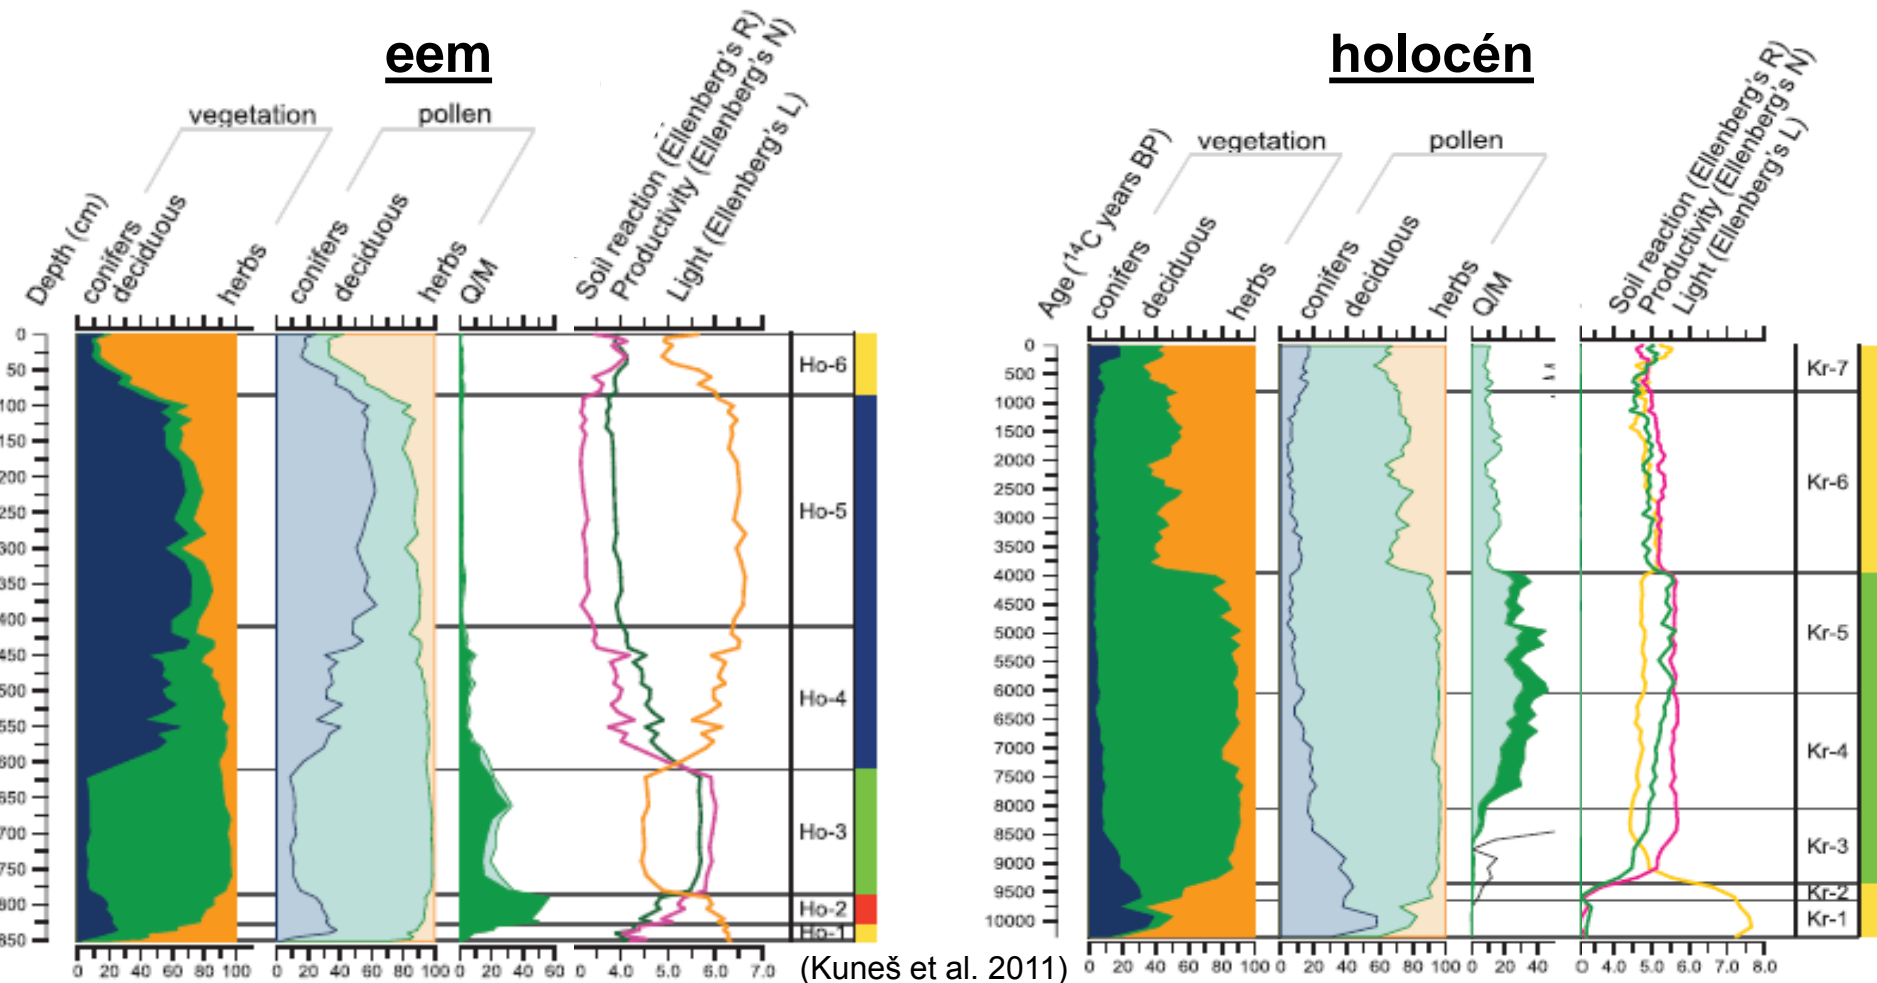 eem
vegetation
pollen
Depth (cm)
conifers
deciduous
herbs
conifers
deciduous
herbs
Q/M
Soil reaction (Ellenberg's R)
Productivity (Ellenberg's N)
Light (Ellenberg's L)
0
50
100
150
200
250
300
350
400
450
500
550
600
650
700
750
800
850
Ho-6
Ho-5
Ho-4
Ho-3
Ho-2
Ho-1
0 20 40 60 80 100
0 20 40 60 80 100
0 20 40 60
0 4.0 5.0 6.0 7.0
(Kuneš et al. 2011)
holocén
vegetation
pollen
Age (14C years BP)
conifers
deciduous
herbs
conifers
deciduous
herbs
Q/M
Soil reaction (Ellenberg's R)
Productivity (Ellenberg's N)
Light (Ellenberg's L)
0
500
1000
1500
2000
2500
3000
3500
4000
4500
5000
5500
6000
6500
7000
7500
8000
8500
9000
9500
10000
Kr-7
Kr-6
Kr-5
Kr-4
Kr-3
Kr-2
Kr-1
0 20 40 60 80 100
0 20 40 60 80 100
0 20 40
0 4.0 5.0 6.0 7.0 8.0